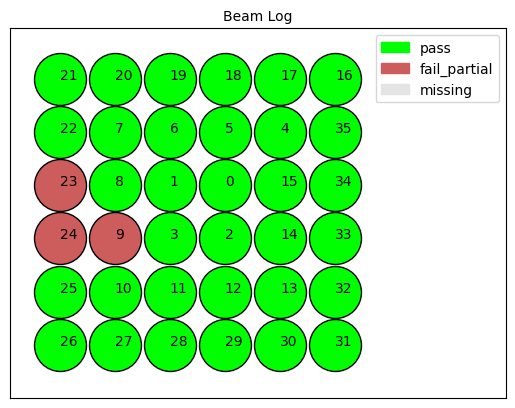 Beam Log
pass
fail_partial
missing
21 20 19 18 17 16
22 7 6 5 4 35
23 8 1 0 15 34
24 9 3 2 14 33
25 10 11 12 13 32
26 27 28 29 30 31